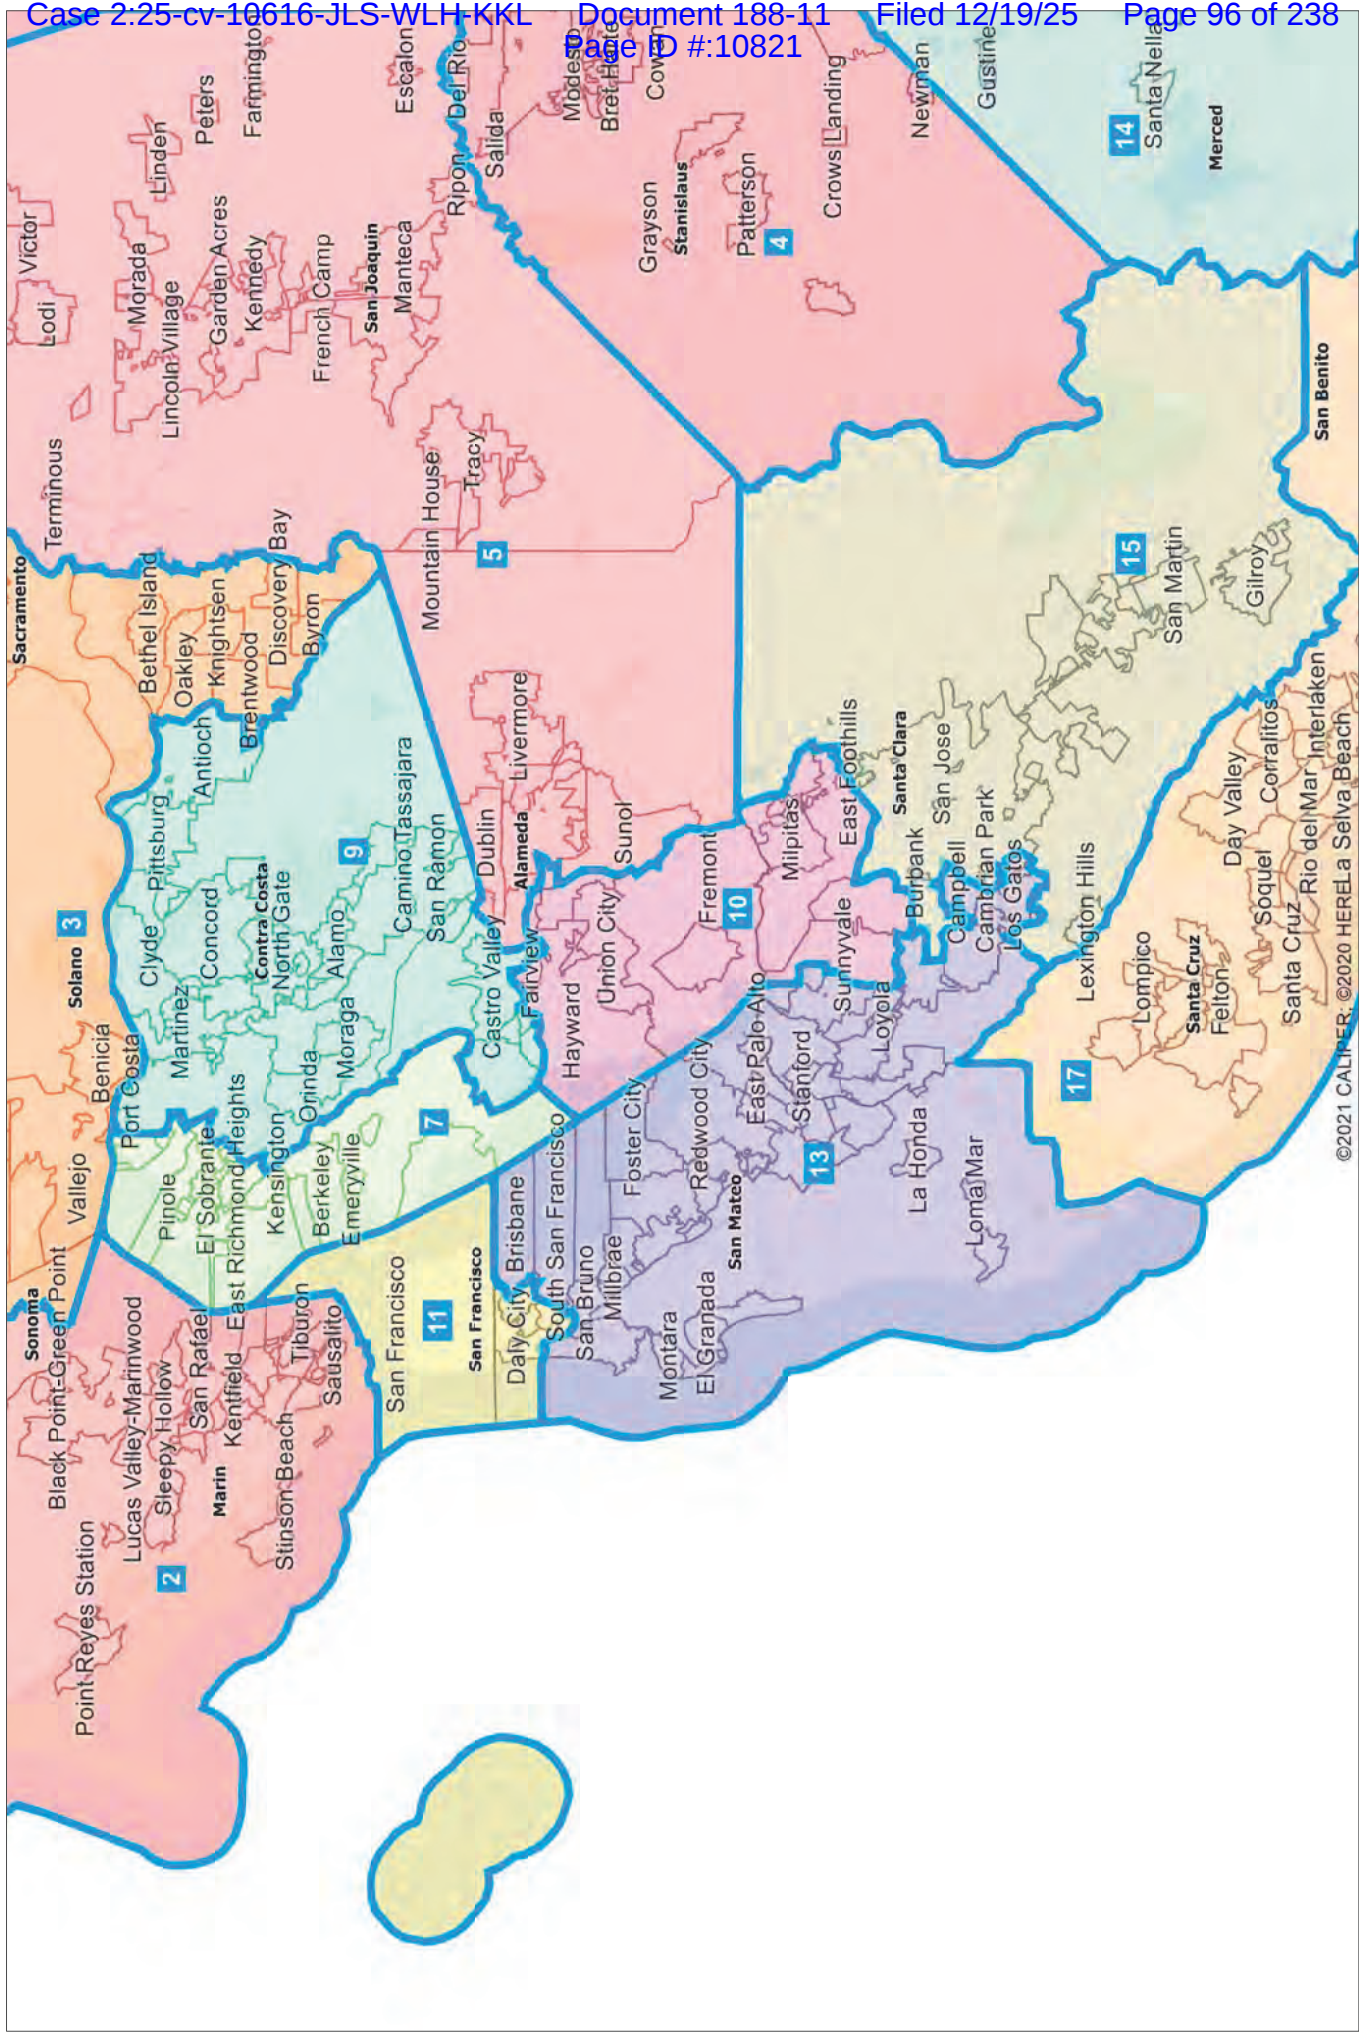 Case 2:25-cv-10616-JLS-WLH-KKL Document 188-11 Filed 12/19/25 Page 96 of 238
Page ID #:10821
Sonoma
Black Point-Green Point
Point Reyes Station
Lucas Valley-Marinwood
Sleepy Hollow
San Rafael
Kentfield
Marin
2
Stinson Beach
Tiburon
Sausalito
Vallejo
Benicia
Solano
3
Sacramento
Terminous
Lodi
Victor
Port Costa
Pinole
El Sobrante
East Richmond Heights
Kensington
Berkeley
Emeryville
7
Martinez
Clyde
Pittsburg
Antioch
Concord
Contra Costa
North Gate
Alamo
Orinda
Moraga
9
Camino Tassajara
San Ramon
Castro Valley
Bethel Island
Oakley
Knightsen
Brentwood
Discovery Bay
Byron
Morada
Linden
Lincoln Village
Peters
Garden Acres
Kennedy
Farmington
French Camp
San Joaquin
Manteca
Escalon
Ripon
Del Rio
Salida
Modesto
Bret Harte
Cowan
Mountain House
Tracy
5
Dublin
Livermore
Alameda
Sunol
Fairview
Hayward
Union City
Fremont
10
Milpitas
East Foothills
Sunnyvale
San Francisco
11
San Francisco
Daly City
Brisbane
South San Francisco
San Bruno
Millbrae
Foster City
Montara
El Granada
San Mateo
Redwood City
East Palo Alto
Stanford
13
Loyola
La Honda
Loma Mar
Grayson
Stanislaus
Patterson
4
Crows Landing
Newman
Gustine
14
Santa Nella
Merced
Santa Clara
San Jose
Burbank
Campbell
Cambrian Park
Los Gatos
Lexington Hills
15
San Martin
Gilroy
San Benito
17
Lompico
Santa Cruz
Felton
Day Valley
Soquel
Corralitos
Santa Cruz
Rio del Mar
Interlaken
La Selva Beach
©2021 CALIPER; ©2020 HERE